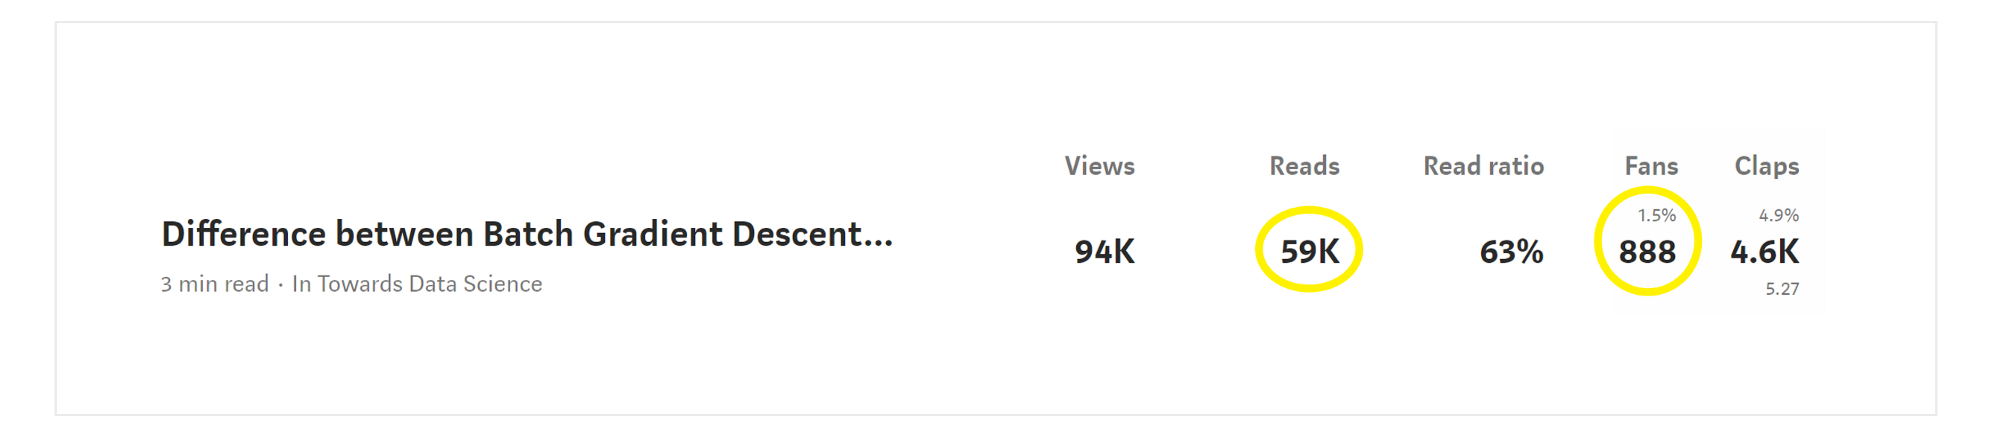 Views Reads Read ratio Fans Claps
1.5% 4.9%
Difference between Batch Gradient Descent...
94K 59K 63% 888 4.6K
3 min read · In Towards Data Science
5.27